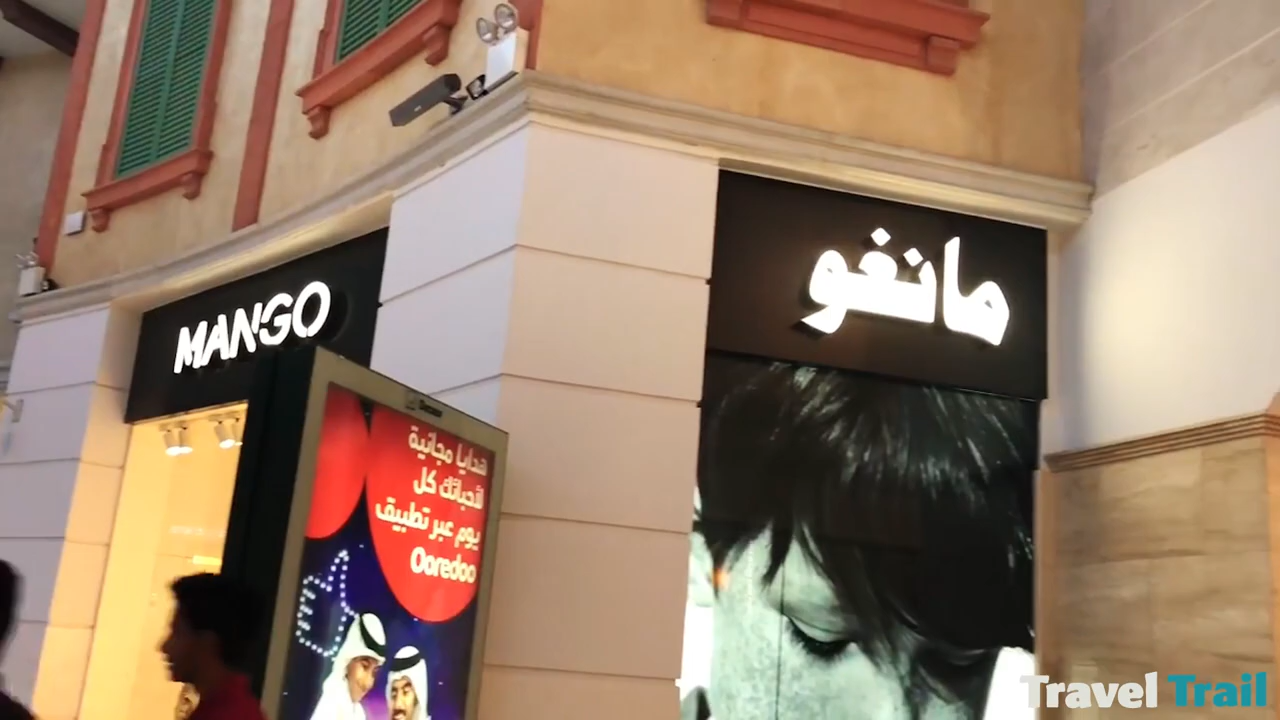 MANGO
مانغو
هدايا مجانية
لأحبائك كل
يوم عبر تطبيق
Ooredoo
Travel Trail